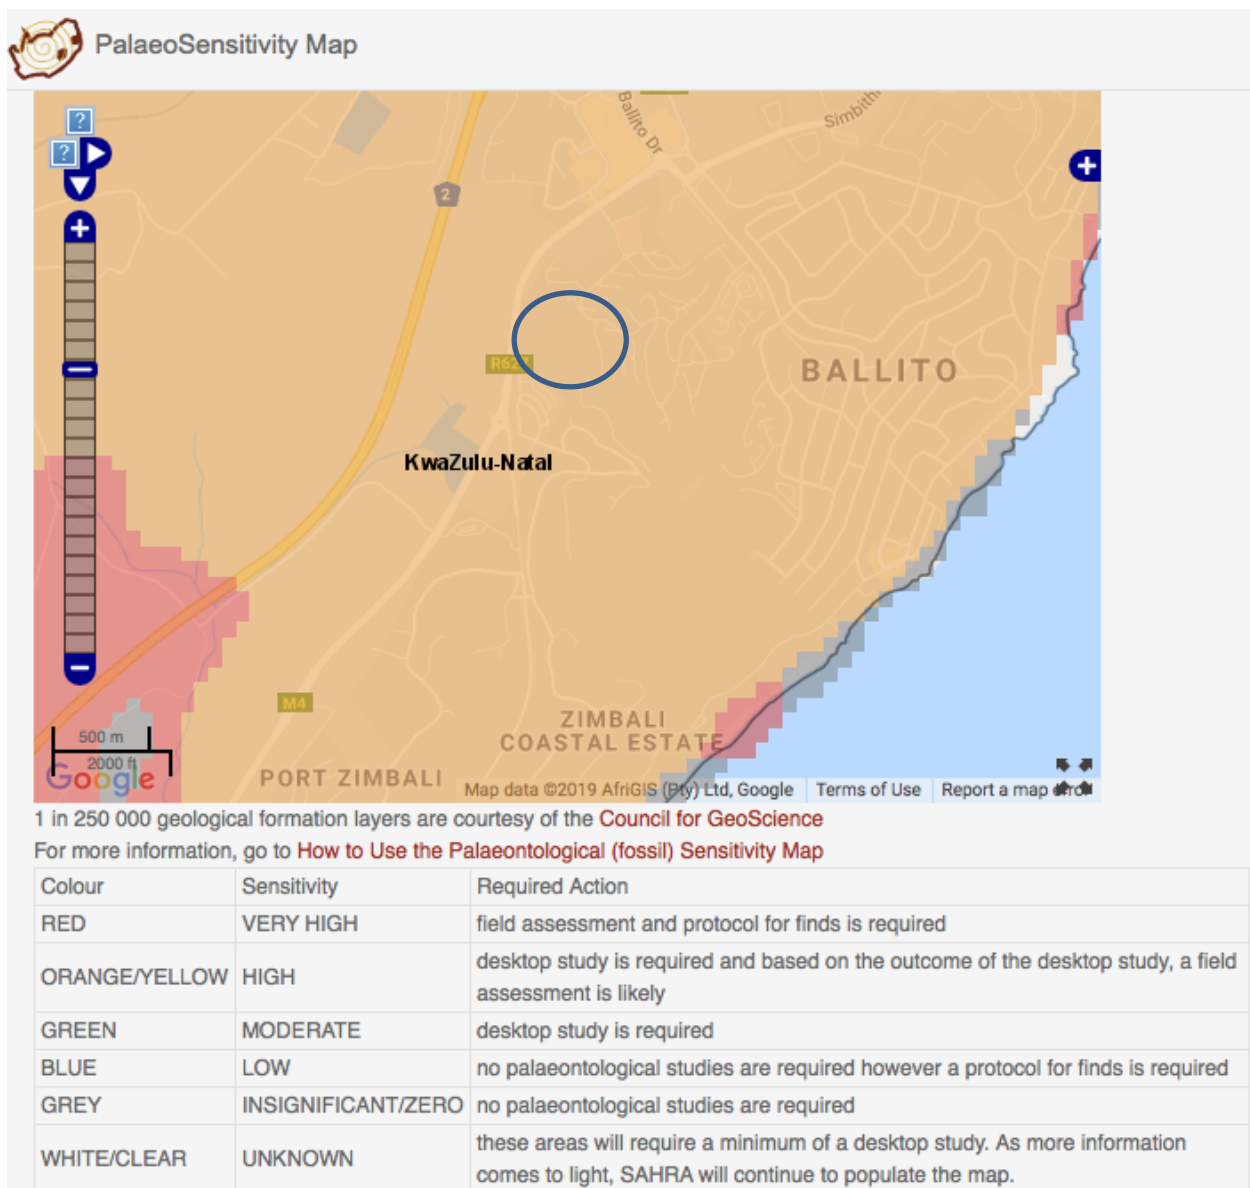 PalaeoSensitivity Map
?
?
2
Ballito Dr
Simbithi
R627
BALLITO
KwaZulu-Natal
M4
ZIMBALI
COASTAL ESTATE
PORT ZIMBALI
500 m
2000 ft
Google
Map data ©2019 AfriGIS (Pty) Ltd, Google Terms of Use Report a map error
1 in 250 000 geological formation layers are courtesy of the Council for GeoScience
For more information, go to How to Use the Palaeontological (fossil) Sensitivity Map
Colour Sensitivity Required Action
RED VERY HIGH field assessment and protocol for finds is required
ORANGE/YELLOW HIGH desktop study is required and based on the outcome of the desktop study, a field
assessment is likely
GREEN MODERATE desktop study is required
BLUE LOW no palaeontological studies are required however a protocol for finds is required
GREY INSIGNIFICANT/ZERO no palaeontological studies are required
WHITE/CLEAR UNKNOWN these areas will require a minimum of a desktop study. As more information
comes to light, SAHRA will continue to populate the map.